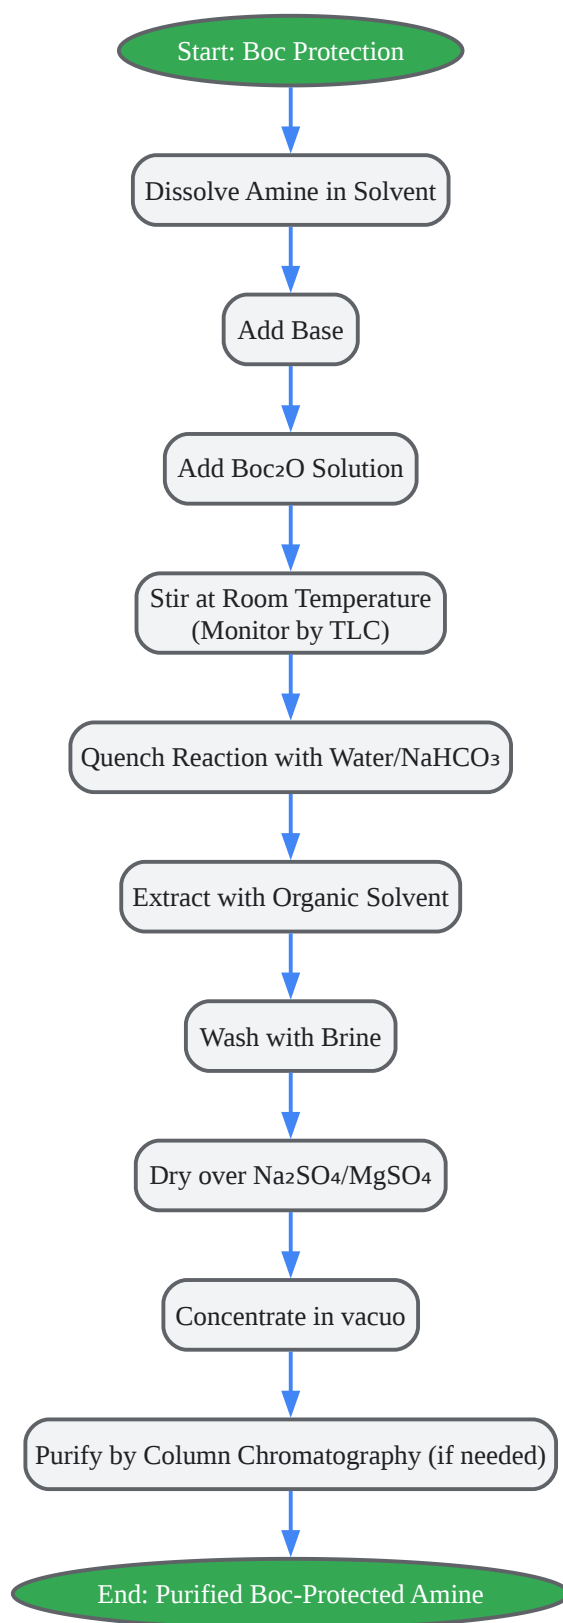 Start: Boc Protection
Dissolve Amine in Solvent
Add Base
Add Boc₂O Solution
Stir at Room Temperature
(Monitor by TLC)
Quench Reaction with Water/NaHCO₃
Extract with Organic Solvent
Wash with Brine
Dry over Na₂SO₄/MgSO₄
Concentrate in vacuo
Purify by Column Chromatography (if needed)
End: Purified Boc-Protected Amine